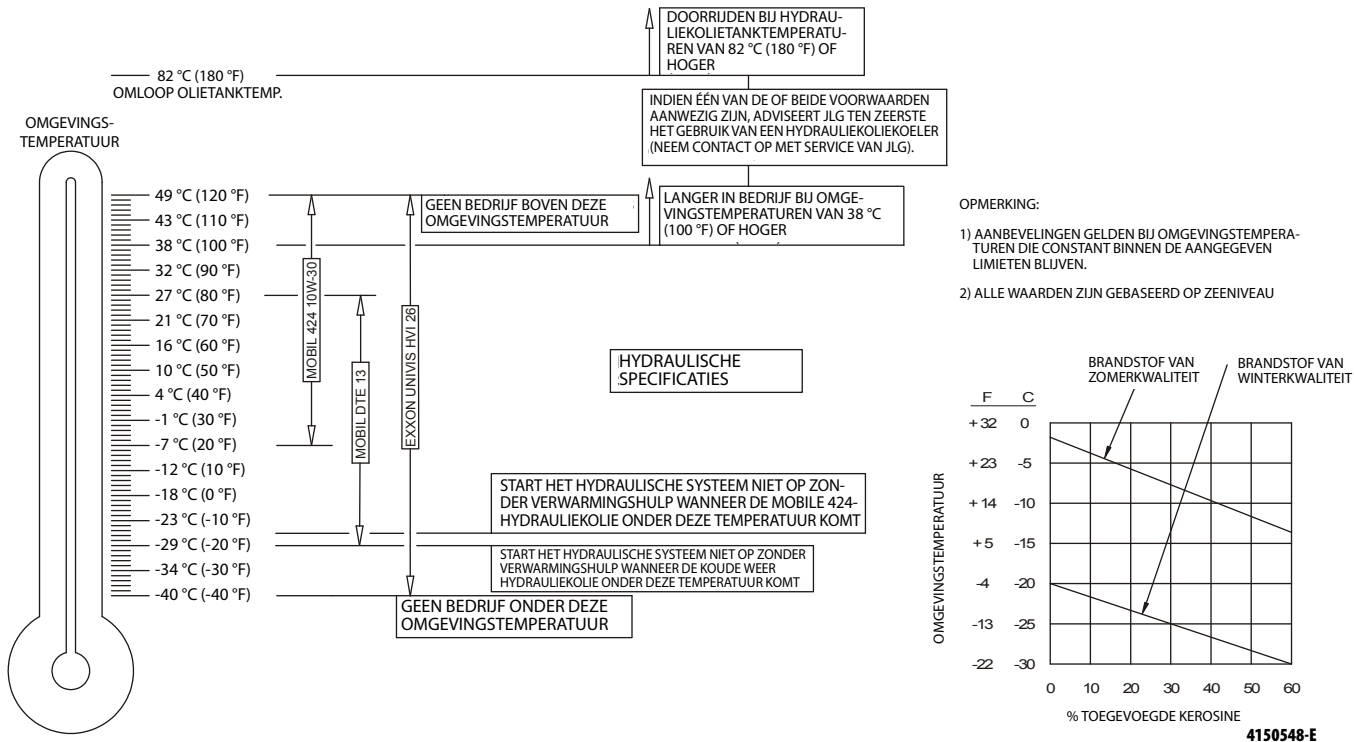 DOORRIJDEN BIJ HYDRAU-
LIEKOLIETANKTEMPERATU-
REN VAN 82 °C (180 °F) OF
HOGER
82 °C (180 °F)
OMLOOP OLIETANKTEMP.
INDIEN ÉÉN VAN DE OF BEIDE VOORWAARDEN
AANWEZIG ZIJN, ADVISEERT JLG TEN ZEERSTE
HET GEBRUIK VAN EEN HYDRAULIEKOLIEKOELER
(NEEM CONTACT OP MET SERVICE VAN JLG).
OMGEVINGS-
TEMPERATUUR
49 °C (120 °F)
43 °C (110 °F)
38 °C (100 °F)
32 °C (90 °F)
27 °C (80 °F)
21 °C (70 °F)
16 °C (60 °F)
10 °C (50 °F)
4 °C (40 °F)
-1 °C (30 °F)
-7 °C (20 °F)
-12 °C (10 °F)
-18 °C (0 °F)
-23 °C (-10 °F)
-29 °C (-20 °F)
-34 °C (-30 °F)
-40 °C (-40 °F)
MOBIL 424 10W-30
MOBIL DTE 13
EXXON UNIVIS HVI 26
GEEN BEDRIJF BOVEN DEZE
OMGEVINGSTEMPERATUUR
LANGER IN BEDRIJF BIJ OMGE-
VINGSTEMPERATUREN VAN 38 °C
(100 °F) OF HOGER
HYDRAULISCHE
SPECIFICATIES
START HET HYDRAULISCHE SYSTEEM NIET OP ZON-
DER VERWARMINGSHULP WANNEER DE MOBILE 424-
HYDRAULIEKOLIE ONDER DEZE TEMPERATUUR KOMT
START HET HYDRAULISCHE SYSTEEM NIET OP ZONDER
VERWARMINGSHULP WANNEER DE KOUDE WEER
HYDRAULIEKOLIE ONDER DEZE TEMPERATUUR KOMT
GEEN BEDRIJF ONDER DEZE
OMGEVINGSTEMPERATUUR
OPMERKING:
1) AANBEVELINGEN GELDEN BIJ OMGEVINGSTEMPERA-
TUREN DIE CONSTANT BINNEN DE AANGEGEVEN
LIMIETEN BLIJVEN.
2) ALLE WAARDEN ZIJN GEBASEERD OP ZEENIVEAU
BRANDSTOF VAN
ZOMERKWALITEIT
BRANDSTOF VAN
WINTERKWALITEIT
F C
+32 0
+23 -5
+14 -10
+5 -15
-4 -20
-13 -25
-22 -30
OMGEVINGSTEMPERATUUR
0 10 20 30 40 50 60
% TOEGEVOEGDE KEROSINE
4150548-E